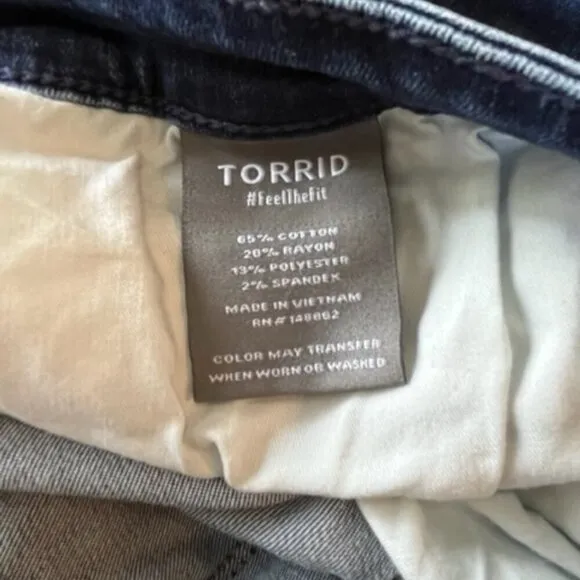 TORRID
#FeelTheFit
65% COTTON
20% RAYON
13% POLYESTER
2% SPANDEX
MADE IN VIETNAM
RN# 148862
COLOR MAY TRANSFER
WHEN WORN OR WASHED